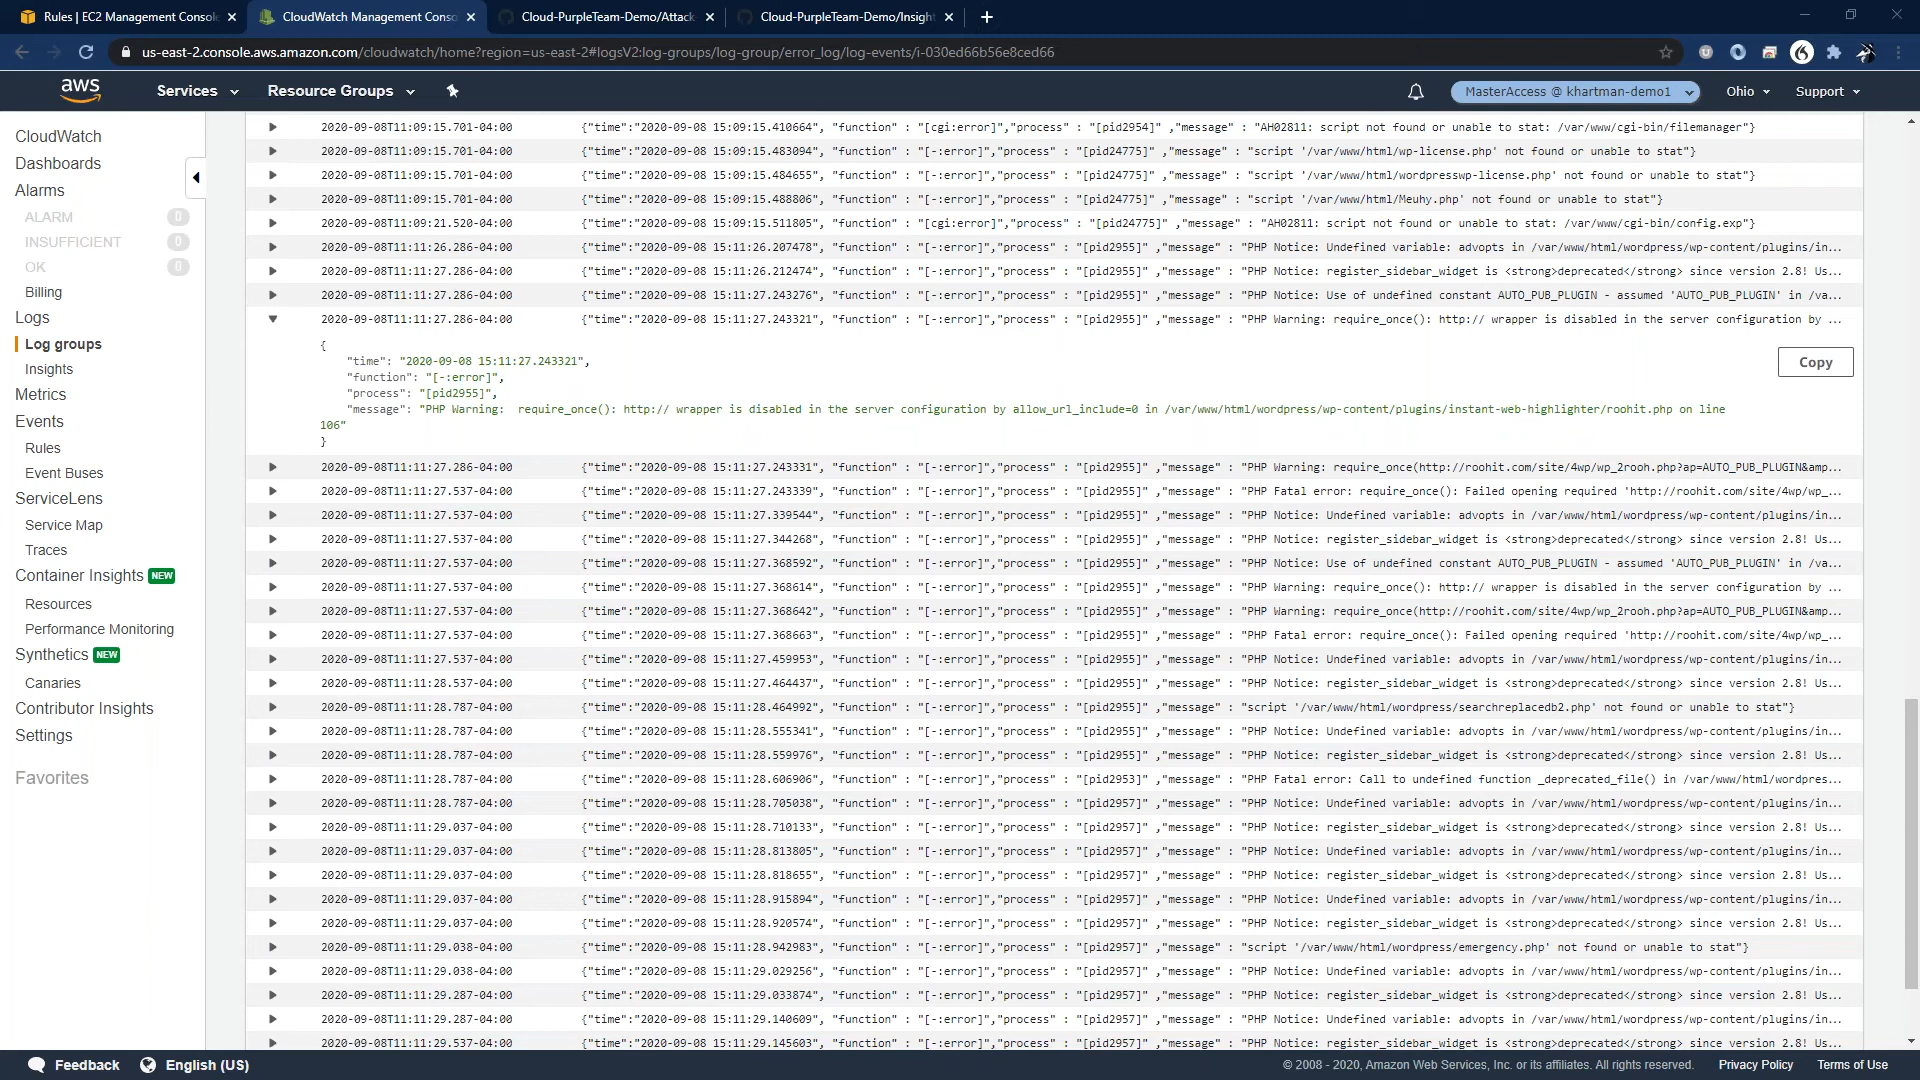 Rules | EC2 Management Console
CloudWatch Management Conso
Cloud-PurpleTeam-Demo/Attack
Cloud-PurpleTeam-Demo/Insight
us-east-2.console.aws.amazon.com/cloudwatch/home?region=us-east-2#logsV2:log-groups/log-group/error_log/log-events/i-030ed66b56e8ced66
aws
Services
Resource Groups
MasterAccess @ khartman-demo1
Ohio
Support
CloudWatch
Dashboards
Alarms
ALARM 0
INSUFFICIENT 0
OK 0
Billing
Logs
Log groups
Insights
Metrics
Events
Rules
Event Buses
ServiceLens
Service Map
Traces
Container Insights NEW
Resources
Performance Monitoring
Synthetics NEW
Canaries
Contributor Insights
Settings
Favorites
2020-09-08T11:09:15.701-04:00 {"time":"2020-09-08 15:09:15.410664", "function" : "[cgi:error]","process" : "[pid2954]" ,"message" : "AH02811: script not found or unable to stat: /var/www/cgi-bin/filemanager"}
2020-09-08T11:09:15.701-04:00 {"time":"2020-09-08 15:09:15.483094", "function" : "[-:error]","process" : "[pid24775]" ,"message" : "script '/var/www/html/wp-license.php' not found or unable to stat"}
2020-09-08T11:09:15.701-04:00 {"time":"2020-09-08 15:09:15.484655", "function" : "[-:error]","process" : "[pid24775]" ,"message" : "script '/var/www/html/wordpresswp-license.php' not found or unable to stat"}
2020-09-08T11:09:15.701-04:00 {"time":"2020-09-08 15:09:15.488806", "function" : "[-:error]","process" : "[pid24775]" ,"message" : "script '/var/www/html/Meuhy.php' not found or unable to stat"}
2020-09-08T11:09:21.520-04:00 {"time":"2020-09-08 15:09:15.511805", "function" : "[cgi:error]","process" : "[pid24775]" ,"message" : "AH02811: script not found or unable to stat: /var/www/cgi-bin/config.exp"}
2020-09-08T11:11:26.286-04:00 {"time":"2020-09-08 15:11:26.207478", "function" : "[-:error]","process" : "[pid2955]" ,"message" : "PHP Notice: Undefined variable: advopts in /var/www/html/wordpress/wp-content/plugins/in...
2020-09-08T11:11:27.286-04:00 {"time":"2020-09-08 15:11:26.212474", "function" : "[-:error]","process" : "[pid2955]" ,"message" : "PHP Notice: register_sidebar_widget is <strong>deprecated</strong> since version 2.8! Us...
2020-09-08T11:11:27.286-04:00 {"time":"2020-09-08 15:11:27.243276", "function" : "[-:error]","process" : "[pid2955]" ,"message" : "PHP Notice: Use of undefined constant AUTO_PUB_PLUGIN - assumed 'AUTO_PUB_PLUGIN' in /va...
2020-09-08T11:11:27.286-04:00 {"time":"2020-09-08 15:11:27.243321", "function" : "[-:error]","process" : "[pid2955]" ,"message" : "PHP Warning: require_once(): http:// wrapper is disabled in the server configuration by ...
{
"time": "2020-09-08 15:11:27.243321",
"function": "[-:error]",
"process": "[pid2955]",
"message": "PHP Warning:  require_once(): http:// wrapper is disabled in the server configuration by allow_url_include=0 in /var/www/html/wordpress/wp-content/plugins/instant-web-highlighter/roohit.php on line
106"
}
Copy
2020-09-08T11:11:27.286-04:00 {"time":"2020-09-08 15:11:27.243331", "function" : "[-:error]","process" : "[pid2955]" ,"message" : "PHP Warning: require_once(http://roohit.com/site/4wp/wp_2rooh.php?ap=AUTO_PUB_PLUGIN&amp...
2020-09-08T11:11:27.537-04:00 {"time":"2020-09-08 15:11:27.243339", "function" : "[-:error]","process" : "[pid2955]" ,"message" : "PHP Fatal error: require_once(): Failed opening required 'http://roohit.com/site/4wp/wp_...
2020-09-08T11:11:27.537-04:00 {"time":"2020-09-08 15:11:27.339544", "function" : "[-:error]","process" : "[pid2955]" ,"message" : "PHP Notice: Undefined variable: advopts in /var/www/html/wordpress/wp-content/plugins/in...
2020-09-08T11:11:27.537-04:00 {"time":"2020-09-08 15:11:27.344268", "function" : "[-:error]","process" : "[pid2955]" ,"message" : "PHP Notice: register_sidebar_widget is <strong>deprecated</strong> since version 2.8! Us...
2020-09-08T11:11:27.537-04:00 {"time":"2020-09-08 15:11:27.368592", "function" : "[-:error]","process" : "[pid2955]" ,"message" : "PHP Notice: Use of undefined constant AUTO_PUB_PLUGIN - assumed 'AUTO_PUB_PLUGIN' in /va...
2020-09-08T11:11:27.537-04:00 {"time":"2020-09-08 15:11:27.368614", "function" : "[-:error]","process" : "[pid2955]" ,"message" : "PHP Warning: require_once(): http:// wrapper is disabled in the server configuration by ...
2020-09-08T11:11:27.537-04:00 {"time":"2020-09-08 15:11:27.368642", "function" : "[-:error]","process" : "[pid2955]" ,"message" : "PHP Warning: require_once(http://roohit.com/site/4wp/wp_2rooh.php?ap=AUTO_PUB_PLUGIN&amp...
2020-09-08T11:11:27.537-04:00 {"time":"2020-09-08 15:11:27.368663", "function" : "[-:error]","process" : "[pid2955]" ,"message" : "PHP Fatal error: require_once(): Failed opening required 'http://roohit.com/site/4wp/wp_...
2020-09-08T11:11:27.537-04:00 {"time":"2020-09-08 15:11:27.459953", "function" : "[-:error]","process" : "[pid2955]" ,"message" : "PHP Notice: Undefined variable: advopts in /var/www/html/wordpress/wp-content/plugins/in...
2020-09-08T11:11:28.537-04:00 {"time":"2020-09-08 15:11:27.464437", "function" : "[-:error]","process" : "[pid2955]" ,"message" : "PHP Notice: register_sidebar_widget is <strong>deprecated</strong> since version 2.8! Us...
2020-09-08T11:11:28.787-04:00 {"time":"2020-09-08 15:11:28.464992", "function" : "[-:error]","process" : "[pid2955]" ,"message" : "script '/var/www/html/wordpress/searchreplacedb2.php' not found or unable to stat"}
2020-09-08T11:11:28.787-04:00 {"time":"2020-09-08 15:11:28.555341", "function" : "[-:error]","process" : "[pid2955]" ,"message" : "PHP Notice: Undefined variable: advopts in /var/www/html/wordpress/wp-content/plugins/in...
2020-09-08T11:11:28.787-04:00 {"time":"2020-09-08 15:11:28.559976", "function" : "[-:error]","process" : "[pid2955]" ,"message" : "PHP Notice: register_sidebar_widget is <strong>deprecated</strong> since version 2.8! Us...
2020-09-08T11:11:28.787-04:00 {"time":"2020-09-08 15:11:28.606906", "function" : "[-:error]","process" : "[pid2953]" ,"message" : "PHP Fatal error: Call to undefined function _deprecated_file() in /var/www/html/wordpres...
2020-09-08T11:11:28.787-04:00 {"time":"2020-09-08 15:11:28.705038", "function" : "[-:error]","process" : "[pid2957]" ,"message" : "PHP Notice: Undefined variable: advopts in /var/www/html/wordpress/wp-content/plugins/in...
2020-09-08T11:11:29.037-04:00 {"time":"2020-09-08 15:11:28.710133", "function" : "[-:error]","process" : "[pid2957]" ,"message" : "PHP Notice: register_sidebar_widget is <strong>deprecated</strong> since version 2.8! Us...
2020-09-08T11:11:29.037-04:00 {"time":"2020-09-08 15:11:28.813805", "function" : "[-:error]","process" : "[pid2957]" ,"message" : "PHP Notice: Undefined variable: advopts in /var/www/html/wordpress/wp-content/plugins/in...
2020-09-08T11:11:29.037-04:00 {"time":"2020-09-08 15:11:28.818655", "function" : "[-:error]","process" : "[pid2957]" ,"message" : "PHP Notice: register_sidebar_widget is <strong>deprecated</strong> since version 2.8! Us...
2020-09-08T11:11:29.037-04:00 {"time":"2020-09-08 15:11:28.915894", "function" : "[-:error]","process" : "[pid2957]" ,"message" : "PHP Notice: Undefined variable: advopts in /var/www/html/wordpress/wp-content/plugins/in...
2020-09-08T11:11:29.037-04:00 {"time":"2020-09-08 15:11:28.920574", "function" : "[-:error]","process" : "[pid2957]" ,"message" : "PHP Notice: register_sidebar_widget is <strong>deprecated</strong> since version 2.8! Us...
2020-09-08T11:11:29.038-04:00 {"time":"2020-09-08 15:11:28.942983", "function" : "[-:error]","process" : "[pid2957]" ,"message" : "script '/var/www/html/wordpress/emergency.php' not found or unable to stat"}
2020-09-08T11:11:29.038-04:00 {"time":"2020-09-08 15:11:29.029256", "function" : "[-:error]","process" : "[pid2957]" ,"message" : "PHP Notice: Undefined variable: advopts in /var/www/html/wordpress/wp-content/plugins/in...
2020-09-08T11:11:29.287-04:00 {"time":"2020-09-08 15:11:29.033874", "function" : "[-:error]","process" : "[pid2957]" ,"message" : "PHP Notice: register_sidebar_widget is <strong>deprecated</strong> since version 2.8! Us...
2020-09-08T11:11:29.287-04:00 {"time":"2020-09-08 15:11:29.140609", "function" : "[-:error]","process" : "[pid2957]" ,"message" : "PHP Notice: Undefined variable: advopts in /var/www/html/wordpress/wp-content/plugins/in...
2020-09-08T11:11:29.537-04:00 {"time":"2020-09-08 15:11:29.145603", "function" : "[-:error]","process" : "[pid2957]" ,"message" : "PHP Notice: register_sidebar_widget is <strong>deprecated</strong> since version 2.8! Us...
Feedback
English (US)
© 2008 - 2020, Amazon Web Services, Inc. or its affiliates. All rights reserved.
Privacy Policy
Terms of Use